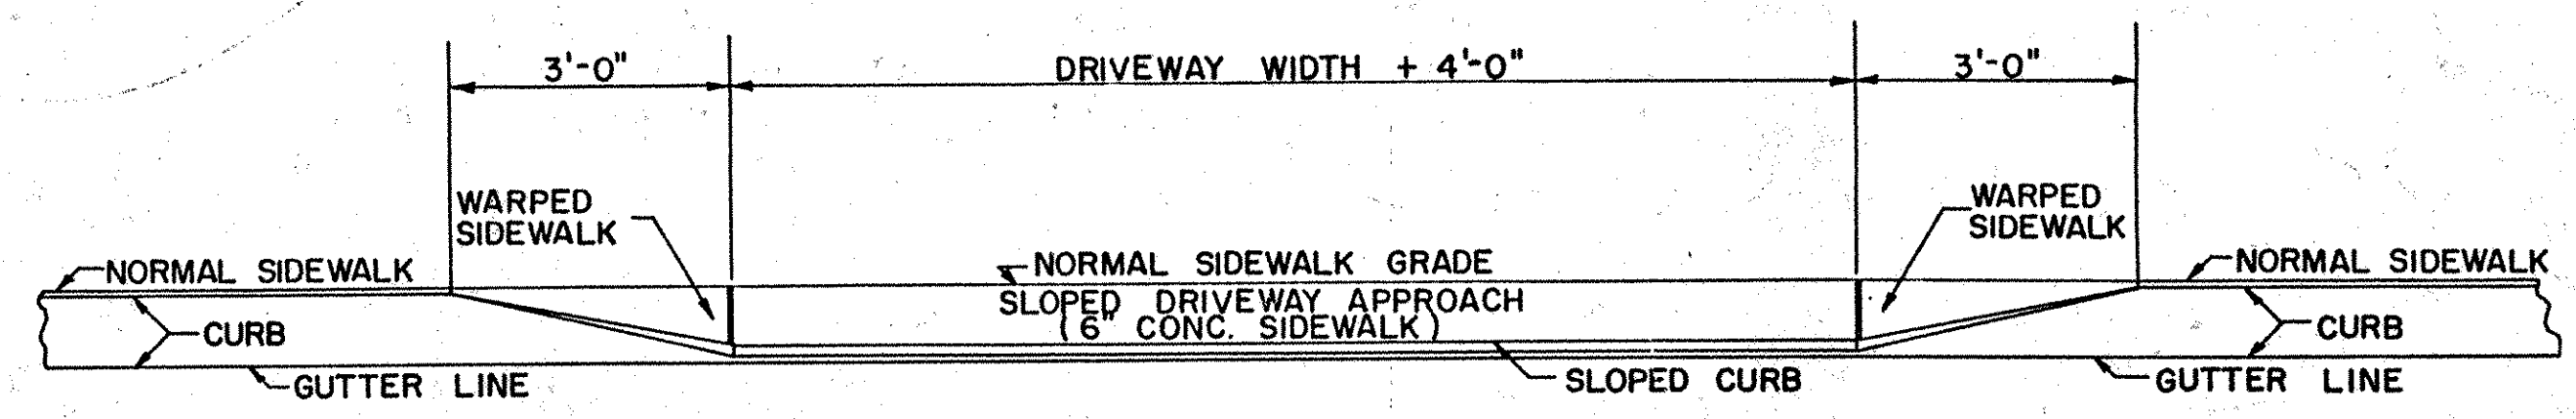 3'-0"
DRIVEWAY WIDTH + 4'-0"
3'-0"
WARPED
SIDEWALK
WARPED
SIDEWALK
NORMAL SIDEWALK
NORMAL SIDEWALK GRADE
NORMAL SIDEWALK
SLOPED DRIVEWAY APPROACH
(6" CONC. SIDEWALK)
CURB
CURB
GUTTER LINE
SLOPED CURB
GUTTER LINE